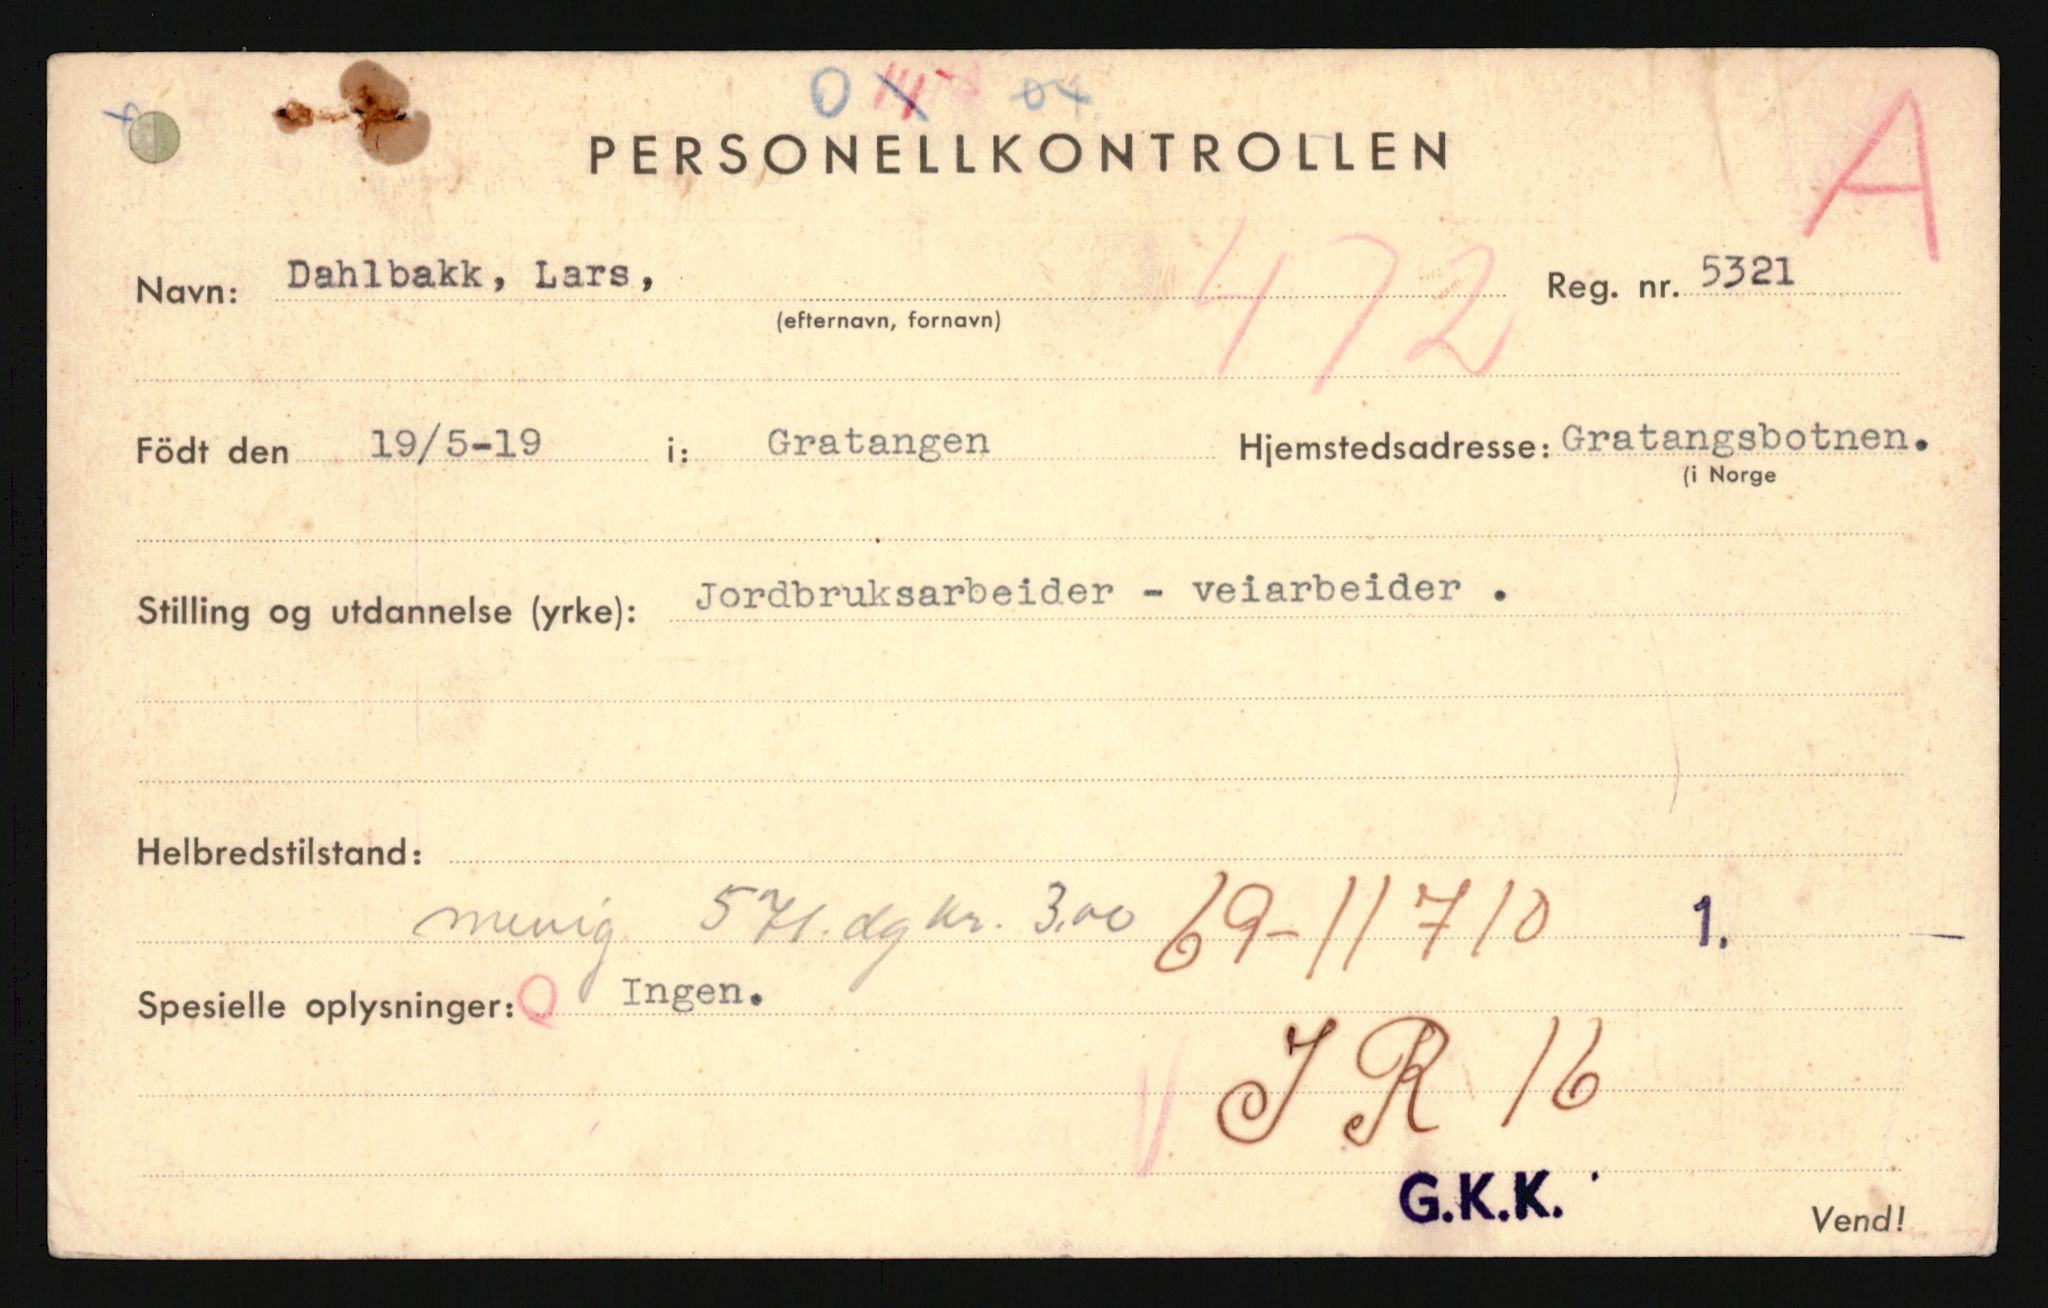 O 04.
PERSONELLKONTROLLEN
A
Navn: Dahlbakk, Lars, Reg. nr. 5321
(efternavn, fornavn)
472
Födt den 19/5-19 i: Gratangen Hjemstedsadresse: Gratangsbotnen.
(i Norge
Stilling og utdannelse (yrke): Jordbruksarbeider - veiarbeider .
Helbredstilstand:
menig 571. dg kr. 3.00 69-11710 1.
Spesielle oplysninger: O Ingen.
I R 16
G.K.K.
Vend!